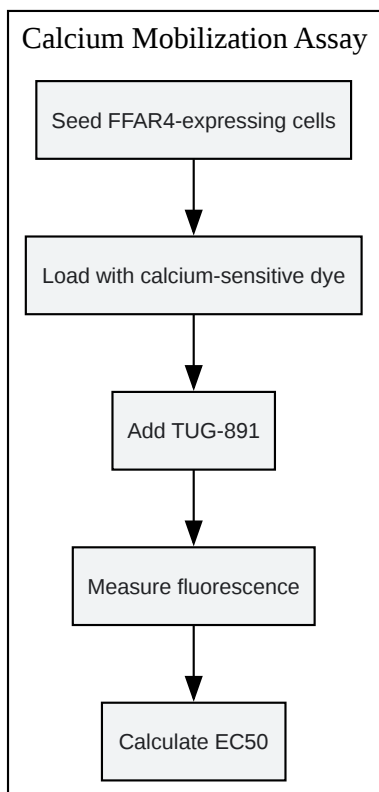 Calcium Mobilization Assay
Seed FFAR4-expressing cells
Load with calcium-sensitive dye
Add TUG-891
Measure fluorescence
Calculate EC50